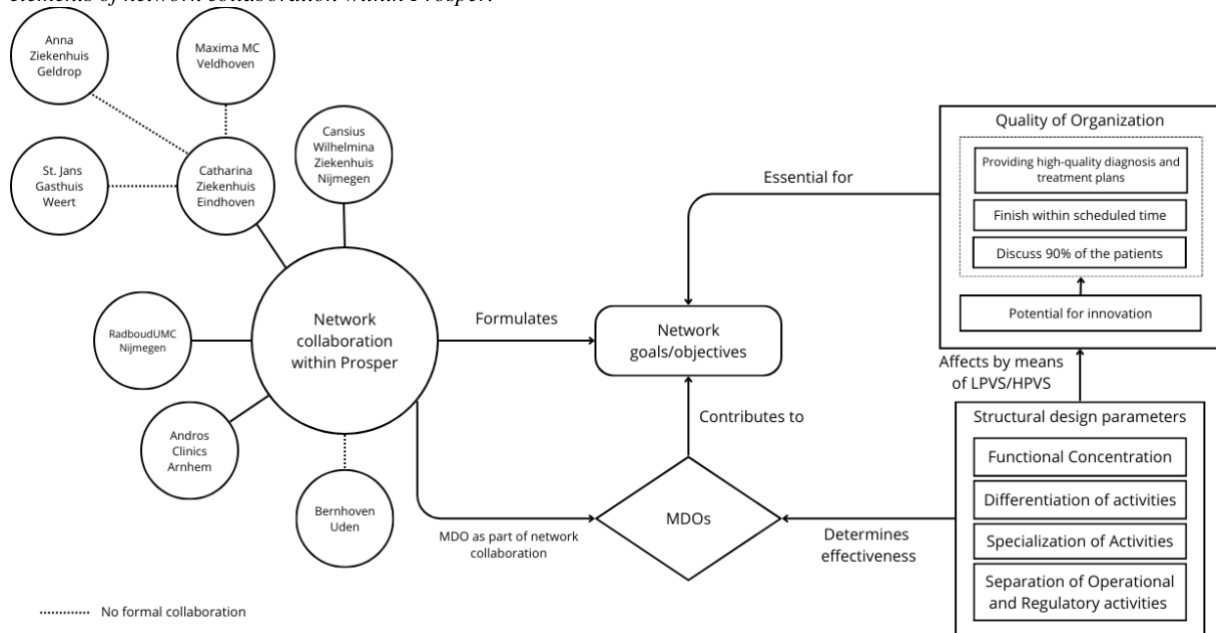 elements of network collaboration within Prosper.
Anna
Ziekenhuis
Geldrop
Maxima MC
Veldhoven
St. Jans
Gasthuis
Weert
Catharina
Ziekenhuis
Eindhoven
Cansius
Wilhelmina
Ziekenhuis
Nijmegen
RadboudUMC
Nijmegen
Network
collaboration
within Prosper
Andros
Clinics
Arnhem
Bernhoven
Uden
No formal collaboration
Formulates
Network
goals/objectives
Essential for
Contributes to
MDO as part of network
collaboration
MDOs
Determines
effectiveness
Quality of Organization
Providing high-quality diagnosis and
treatment plans
Finish within scheduled time
Discuss 90% of the patients
Potential for innovation
Affects by means
of LPVS/HPVS
Structural design parameters
Functional Concentration
Differentiation of activities
Specialization of Activities
Separation of Operational
and Regulatory activities